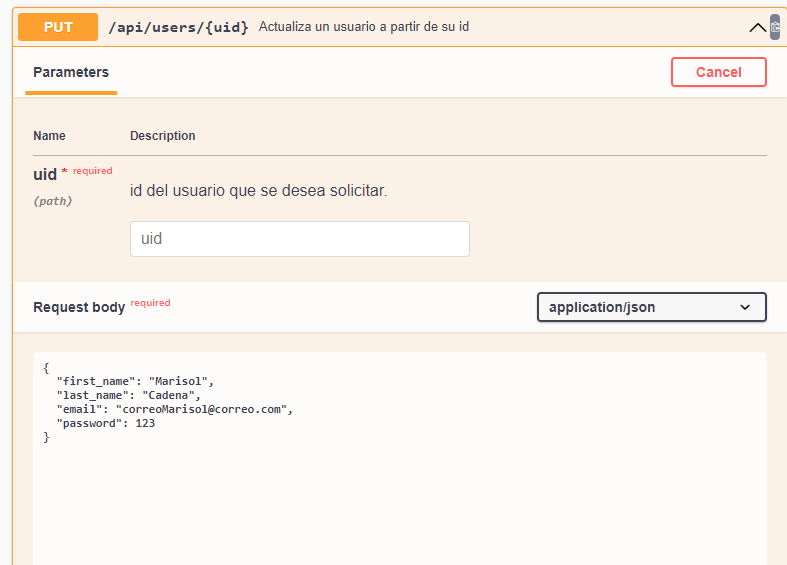 PUT /api/users/{uid} Actualiza un usuario a partir de su id
Parameters Cancel
Name Description
uid * required
(path)
id del usuario que se desea solicitar.
uid
Request body required application/json
{
  "first_name": "Marisol",
  "last_name": "Cadena",
  "email": "correoMarisol@correo.com",
  "password": 123
}